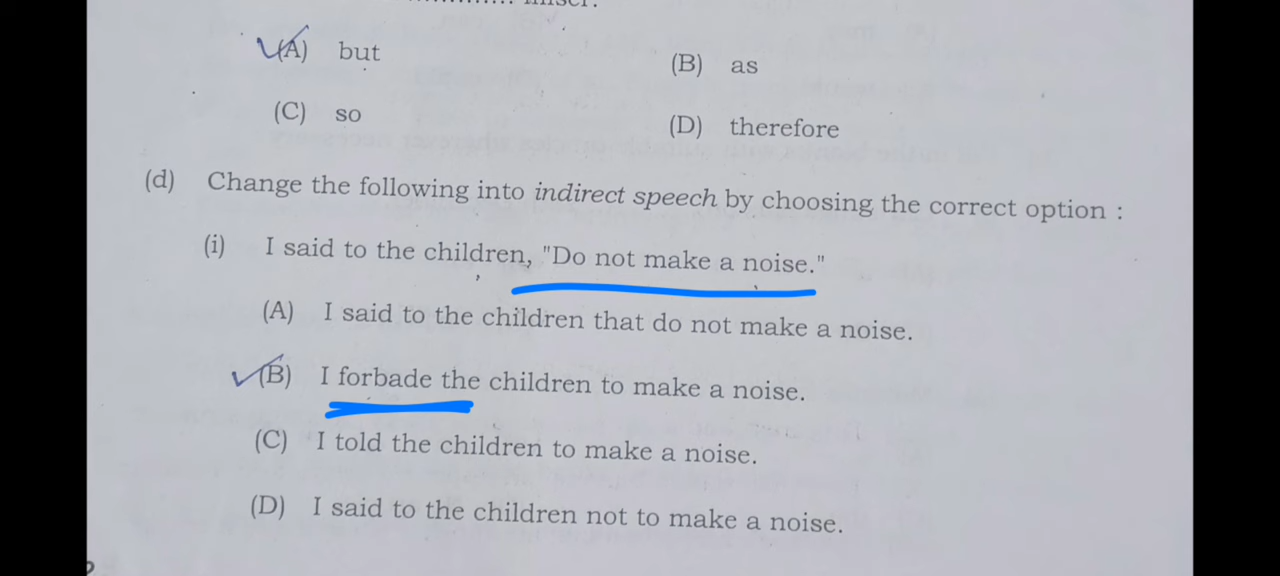 (A) but (B) as
(C) so (D) therefore
(d) Change the following into indirect speech by choosing the correct option :
(i) I said to the children, "Do not make a noise."
(A) I said to the children that do not make a noise.
(B) I forbade the children to make a noise.
(C) I told the children to make a noise.
(D) I said to the children not to make a noise.